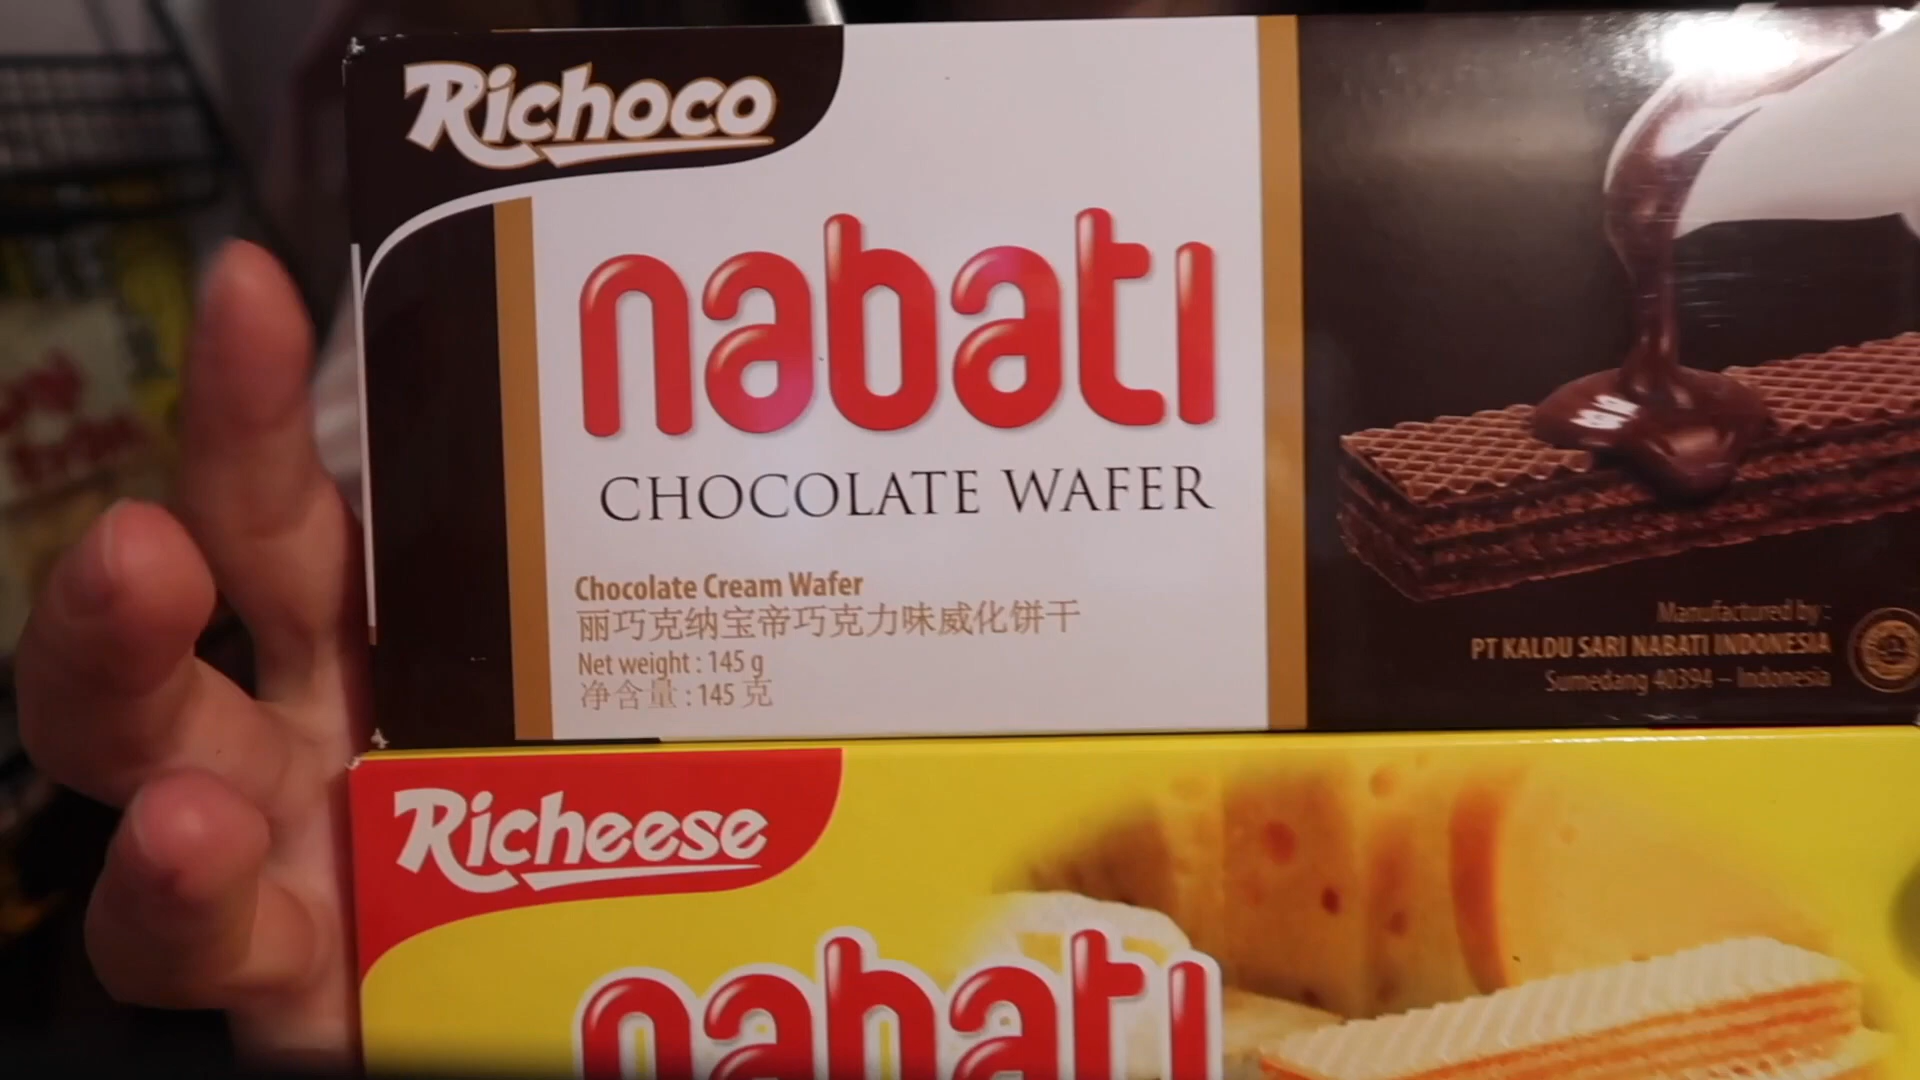 Richoco
nabati
CHOCOLATE WAFER
Chocolate Cream Wafer
丽巧克纳宝帝巧克力味威化饼干
Net weight : 145 g
净含量 : 145 克
Manufactured by :
PT KALDU SARI NABATI INDONESIA
Sumedang 40394 – Indonesia
Richeese
nabati